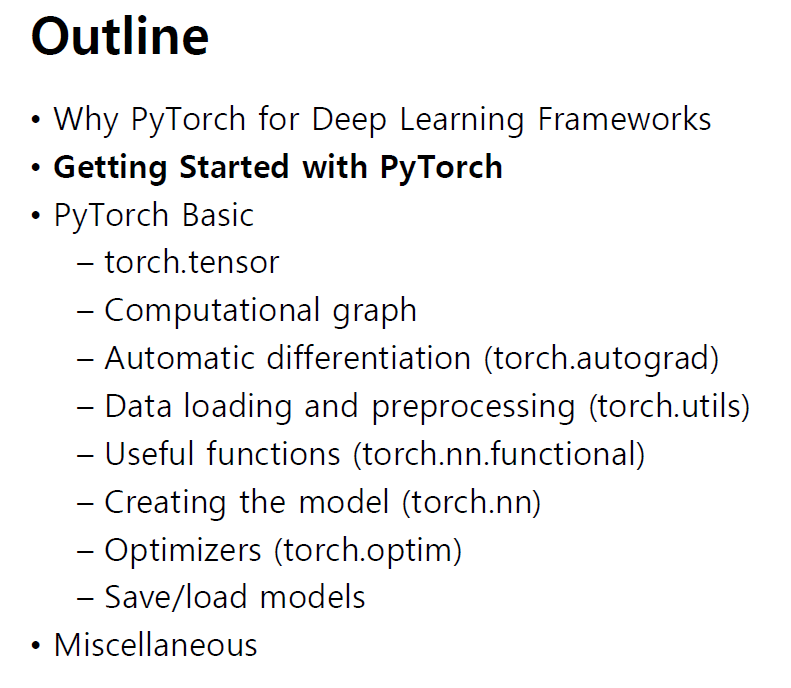 Outline
• Why PyTorch for Deep Learning Frameworks
• Getting Started with PyTorch
• PyTorch Basic
– torch.tensor
– Computational graph
– Automatic differentiation (torch.autograd)
– Data loading and preprocessing (torch.utils)
– Useful functions (torch.nn.functional)
– Creating the model (torch.nn)
– Optimizers (torch.optim)
– Save/load models
• Miscellaneous